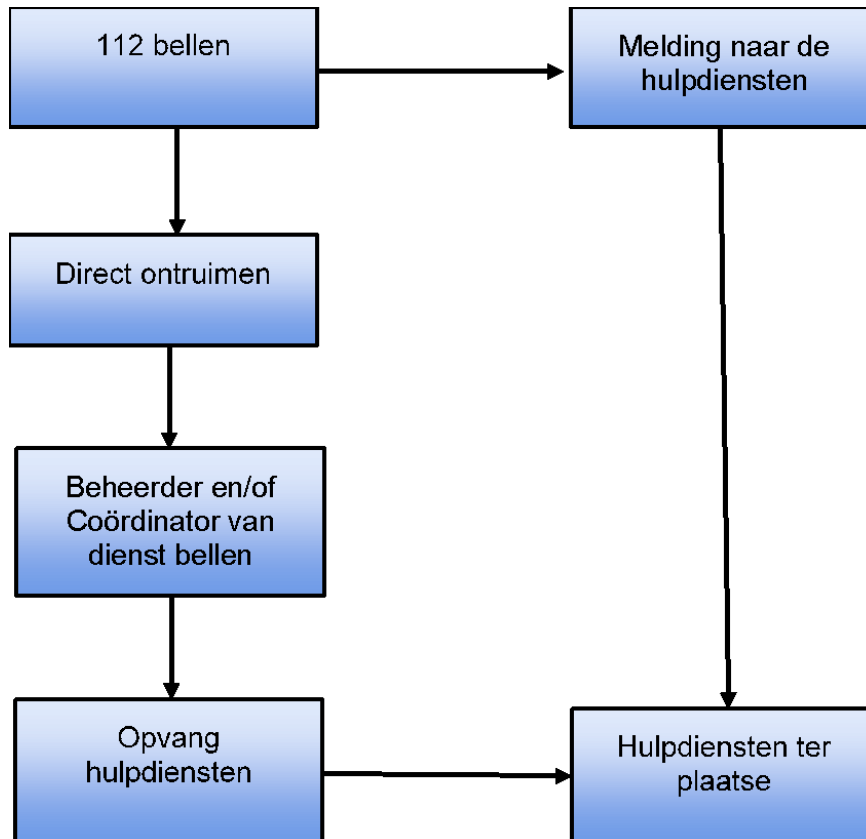 112 bellen
Melding naar de
hulpdiensten
Direct ontruimen
Beheerder en/of
Coördinator van
dienst bellen
Opvang
hulpdiensten
Hulpdiensten ter
plaatse